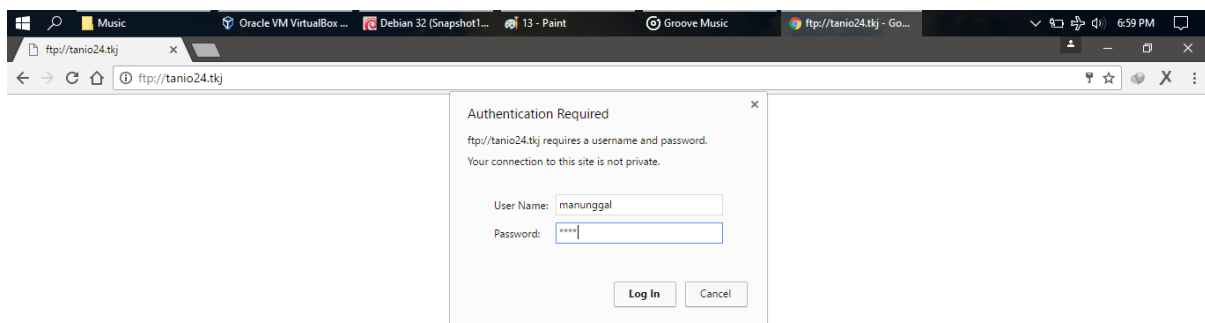 Music
Oracle VM VirtualBox ...
Debian 32 (Snapshot1...
13 - Paint
Groove Music
ftp://tanio24.tkj - Go...
6:59 PM
ftp://tanio24.tkj
ftp://tanio24.tkj
Authentication Required
ftp://tanio24.tkj requires a username and password.
Your connection to this site is not private.
User Name: manunggal
Password: ****
Log In Cancel